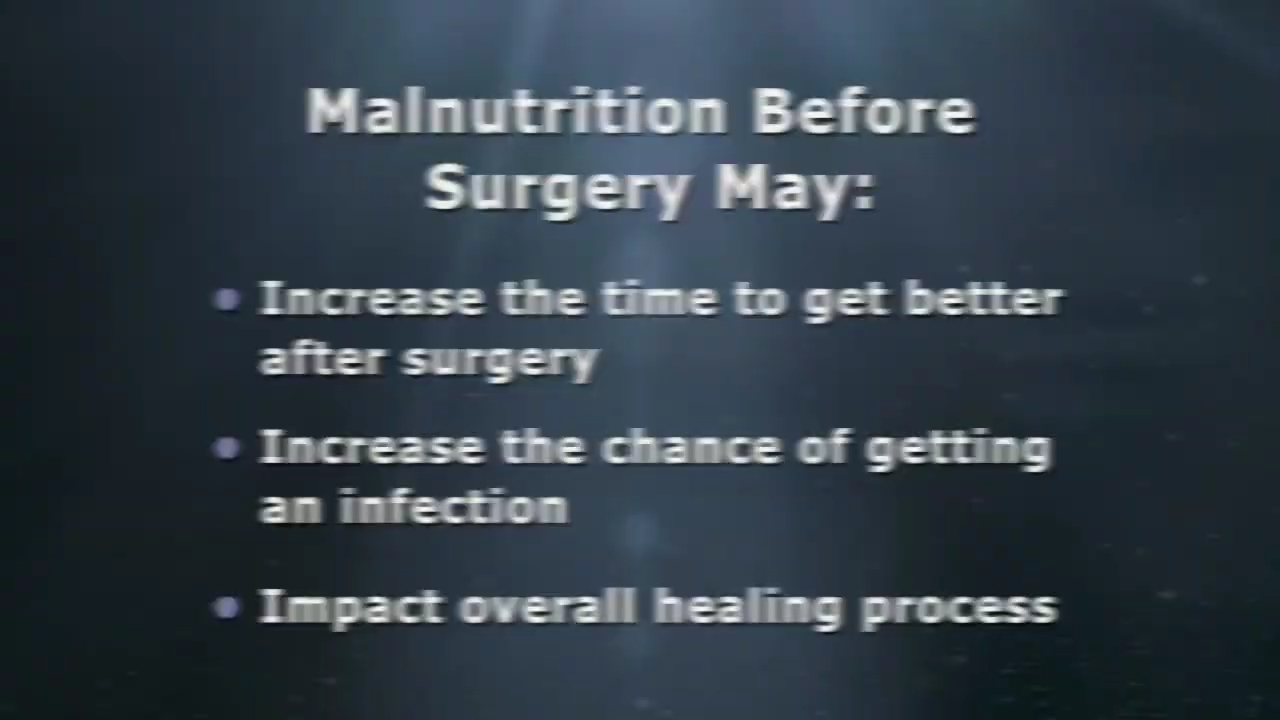 Malnutrition Before
Surgery May:
• Increase the time to get better
after surgery
• Increase the chance of getting
an infection
• Impact overall healing process